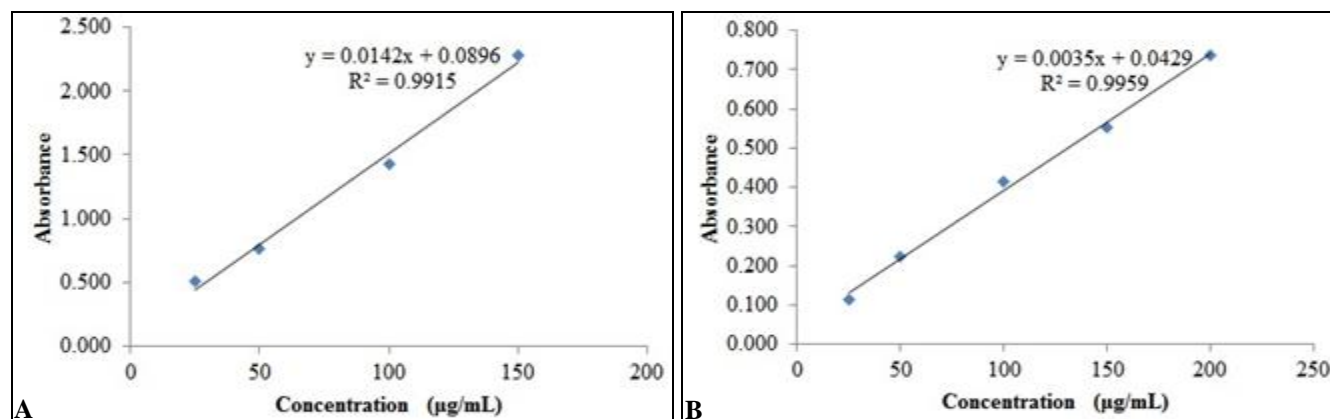 2.500
2.000
1.500
1.000
0.500
0.000
Absorbance
y = 0.0142x + 0.0896
R² = 0.9915
0 50 100 150 200
Concentration (µg/mL)
A
0.800
0.700
0.600
0.500
0.400
0.300
0.200
0.100
0.000
Absorbance
y = 0.0035x + 0.0429
R² = 0.9959
0 50 100 150 200 250
Concentration (µg/mL)
B